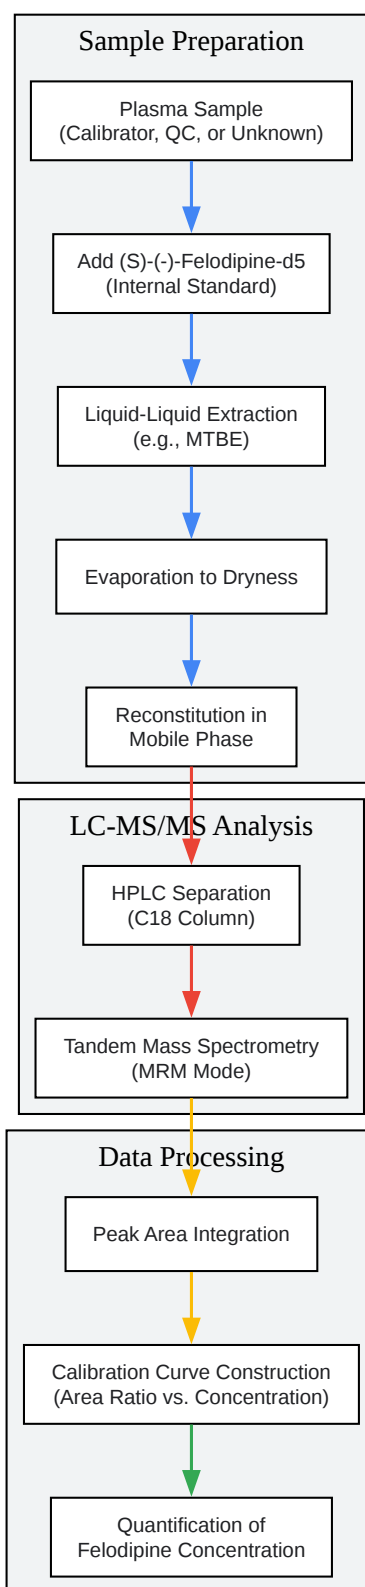 Sample Preparation
Plasma Sample
(Calibrator, QC, or Unknown)
Add (S)-(-)-Felodipine-d5
(Internal Standard)
Liquid-Liquid Extraction
(e.g., MTBE)
Evaporation to Dryness
Reconstitution in
Mobile Phase
LC-MS/MS Analysis
HPLC Separation
(C18 Column)
Tandem Mass Spectrometry
(MRM Mode)
Data Processing
Peak Area Integration
Calibration Curve Construction
(Area Ratio vs. Concentration)
Quantification of
Felodipine Concentration